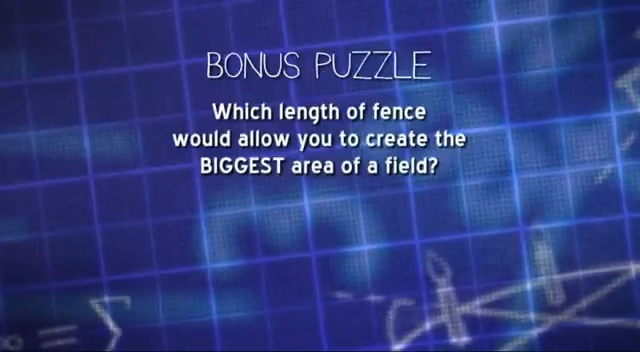 BONUS PUZZLE
Which length of fence
would allow you to create the
BIGGEST area of a field?
∞ = Σ